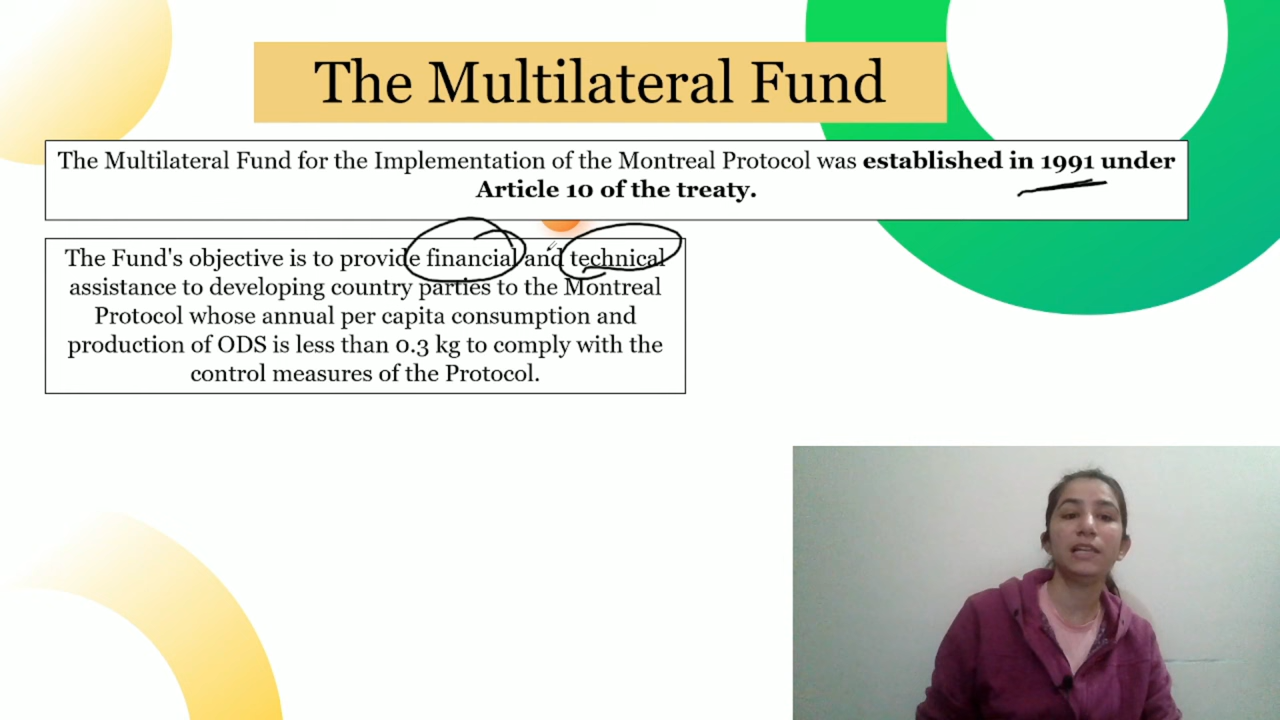 The Multilateral Fund
The Multilateral Fund for the Implementation of the Montreal Protocol was established in 1991 under
Article 10 of the treaty.
The Fund's objective is to provide financial and technical
assistance to developing country parties to the Montreal
Protocol whose annual per capita consumption and
production of ODS is less than 0.3 kg to comply with the
control measures of the Protocol.